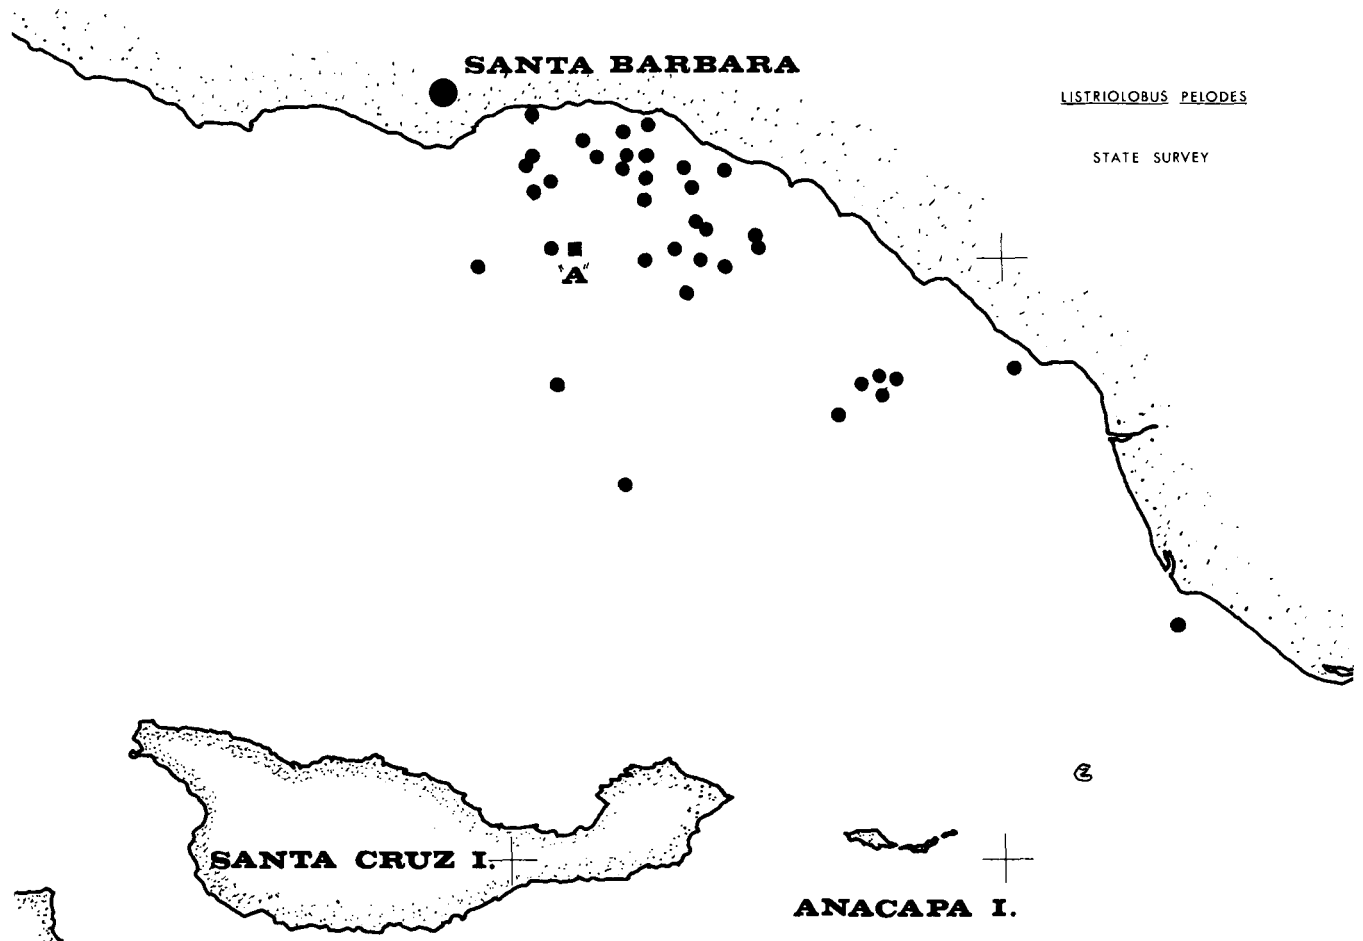 SANTA BARBARA
LISTRIOLOBUS PELODES
STATE SURVEY
"A"
SANTA CRUZ I.
ANACAPA I.